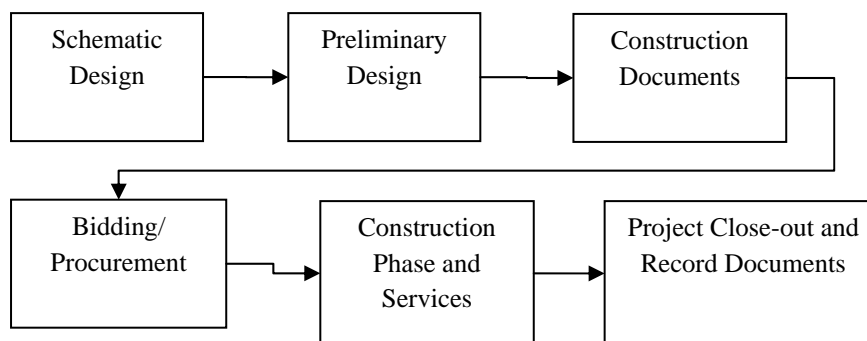 Schematic
Design
Preliminary
Design
Construction
Documents
Bidding/
Procurement
Construction
Phase and
Services
Project Close-out and
Record Documents